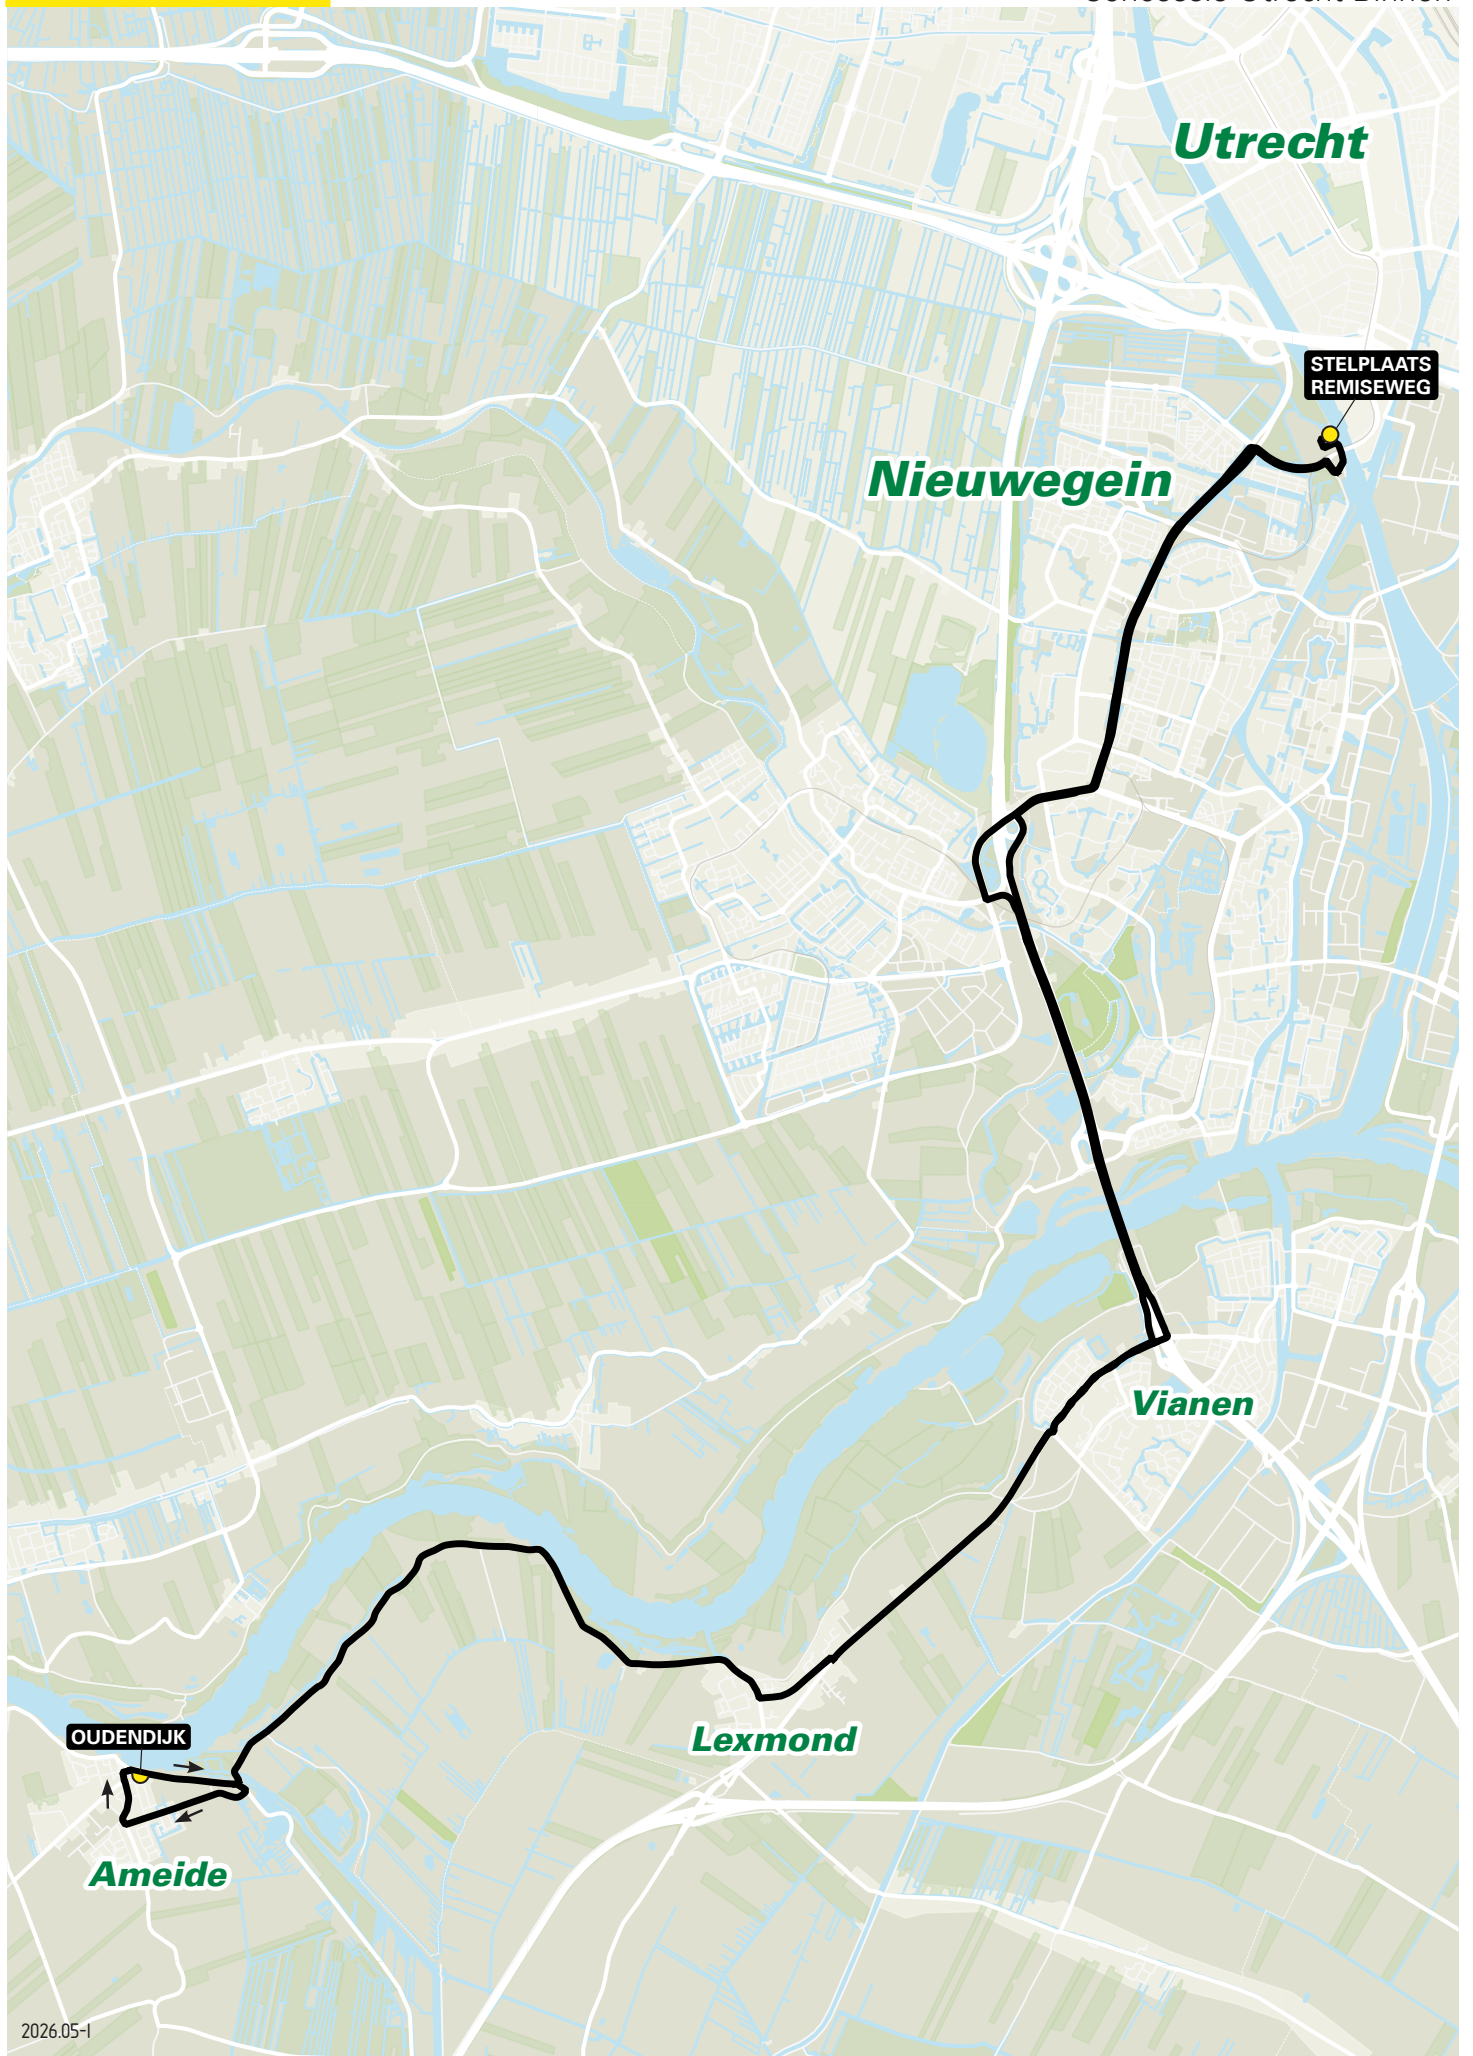 Utrecht
STELPLAATS
REMISEWEG
Nieuwegein
Vianen
Lexmond
OUDENDIJK
Ameide
2026.05-I